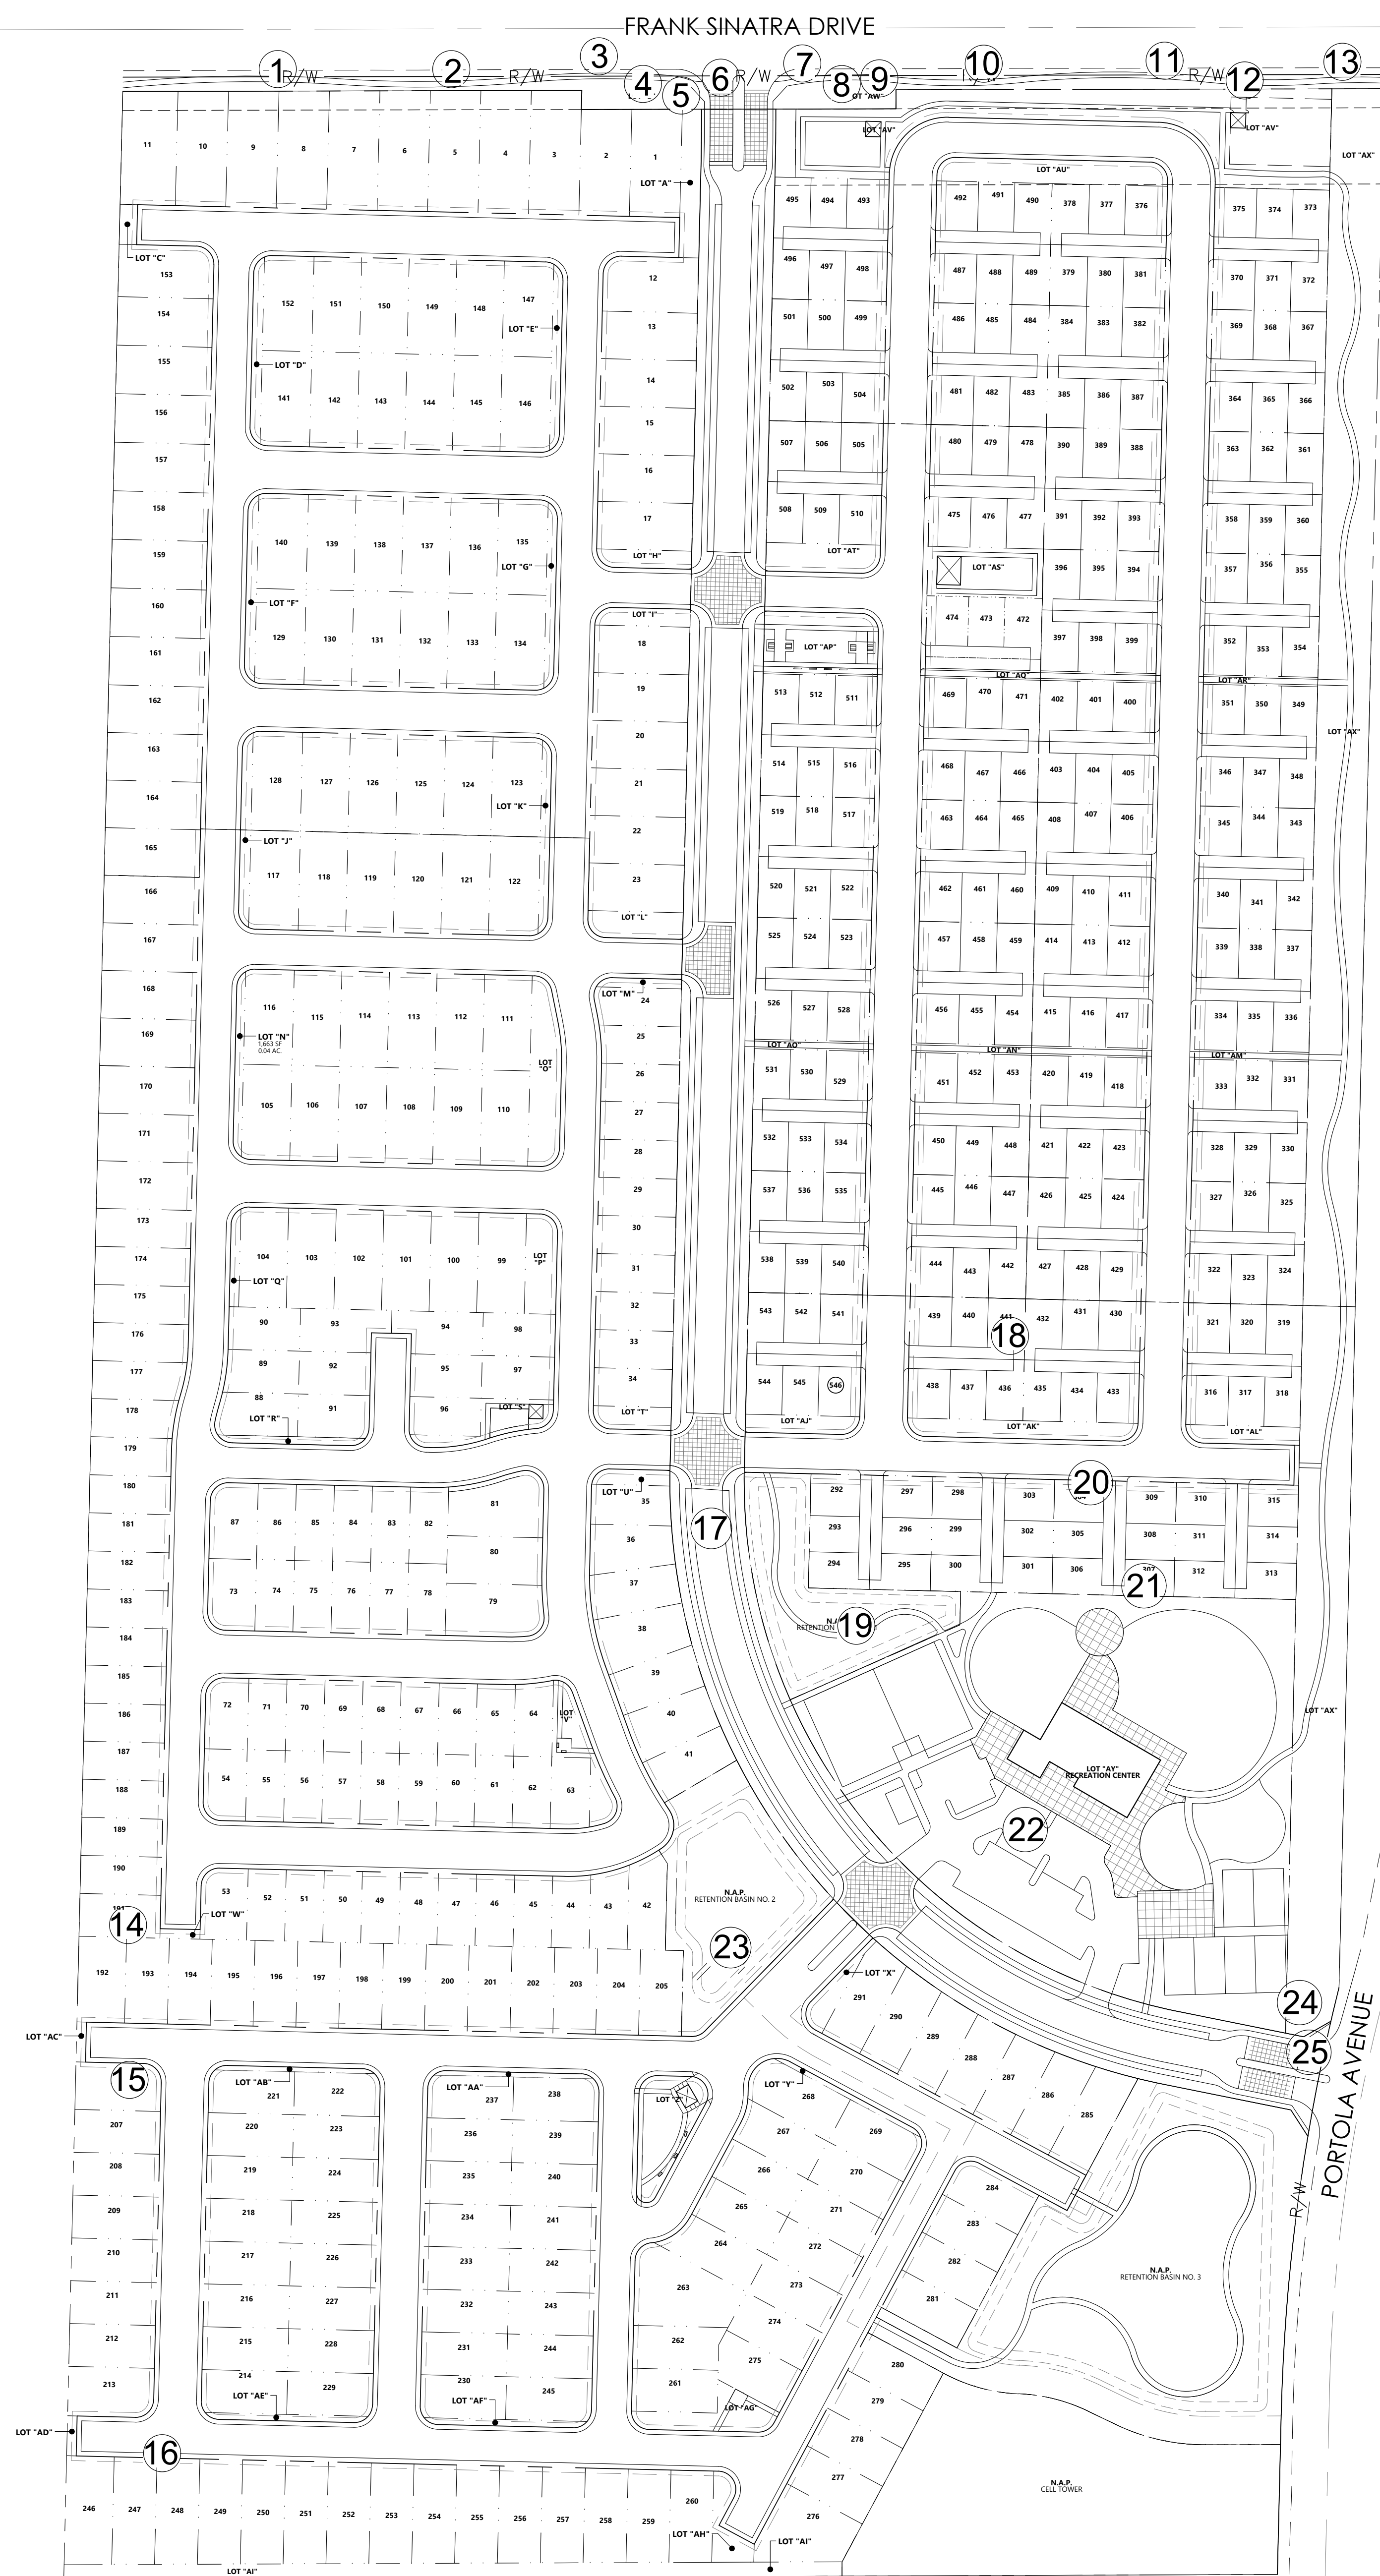 FRANK SINATRA DRIVE
1 R/W 2 R/W 3 4 5 6 R/W 7 8 9 10 11 R/W 12 13
LOT "AV" LOT "AV" LOT "AX"
11 10 9 8 7 6 5 4 3 2 1
LOT "A"
LOT "AU"
495 494 493 492 491 490 378 377 376 375 374 373
LOT "C"
153
154
155
156
157
158
159
160
161
162
163
164
165
166
167
168
169
170
171
172
173
174
175
176
177
178
179
180
181
182
183
184
185
186
187
188
189
190
14
152 151 150 149 148 147
LOT "E"
LOT "D"
141 142 143 144 145 146
140 139 138 137 136 135
LOT "G"
LOT "F"
129 130 131 132 133 134
128 127 126 125 124 123
LOT "K"
LOT "J"
117 118 119 120 121 122
116 115 114 113 112 111
LOT "N"
1,663 SF
0.04 AC.
LOT
"O"
105 106 107 108 109 110
104 103 102 101 100 99
LOT
"P"
LOT "Q"
90 93 94 98
89 92 95 97
88 91 96
LOT "R" LOT "S"
87 86 85 84 83 82 81
80
73 74 75 76 77 78 79
72 71 70 69 68 67 66 65 64
LOT
"V"
54 55 56 57 58 59 60 61 62 63
53 52 51 50 49 48 47 46 45 44 43 42
LOT "W"
192 193 194 195 196 197 198 199 200 201 202 203 204 205
12
13
14
15
16
17
LOT "H"
LOT "I"
18
19
20
21
22
23
LOT "L"
LOT "M"
24
25
26
27
28
29
30
31
32
33
34
LOT "T"
LOT "U"
35
36
37
38
39
40
41
17
496 497 498 487 488 489 379 380 381 370 371 372
501 500 499 486 485 484 384 383 382 369 368 367
502 503 504 481 482 483 385 386 387 364 365 366
507 506 505 480 479 478 390 389 388 363 362 361
508 509 510 475 476 477 391 392 393 358 359 360
LOT "AT" LOT "AS" 396 395 394 357 356 355
474 473 472 397 398 399 352 353 354
LOT "AP"
LOT "AQ" LOT "AR"
513 512 511 469 470 471 402 401 400 351 350 349
LOT "AX"
514 515 516 468 467 466 403 404 405 346 347 348
519 518 517 463 464 465 408 407 406 345 344 343
520 521 522 462 461 460 409 410 411 340 341 342
525 524 523 457 458 459 414 413 412 339 338 337
526 527 528 456 455 454 415 416 417 334 335 336
LOT "AO" LOT "AN" LOT "AM"
531 530 529 451 452 453 420 419 418 333 332 331
532 533 534 450 449 448 421 422 423 328 329 330
537 536 535 445 446 447 426 425 424 327 326 325
538 539 540 444 443 442 427 428 429 322 323 324
543 542 541 439 440 441 432 431 430 321 320 319
18
544 545 546 438 437 436 435 434 433 316 317 318
LOT "AJ" LOT "AK" LOT "AL"
20
292 297 298 303 309 310 315
293 296 299 302 305 308 311 314
294 295 300 301 306 307 312 313
21
19
RETENTION
LOT "AX"
LOT "AY"
RECREATION CENTER
22
N.A.P.
RETENTION BASIN NO. 2
23
24
25
PORTOLA AVENUE
R/W
LOT "X"
291
290
289
288
287
286
285
LOT "AC"
15
207
208
209
210
211
212
213
LOT "AD"
16
LOT "AB"
221 222
220 223
219 224
218 225
217 226
216 227
215 228
214 229
LOT "AE"
LOT "AA"
237 238
236 239
235 240
234 241
233 242
232 243
231 244
230 245
LOT "AF"
LOT "Z"
LOT "Y"
268
267 269
266 270
265 271
264 272
263 273
262 274
261 275
LOT "AG"
284
283
282
281
280
279
278
277
276
N.A.P.
RETENTION BASIN NO. 3
N.A.P.
CELL TOWER
246 247 248 249 250 251 252 253 254 255 256 257 258 259 260
LOT "AH" LOT "AI"
LOT "AI"